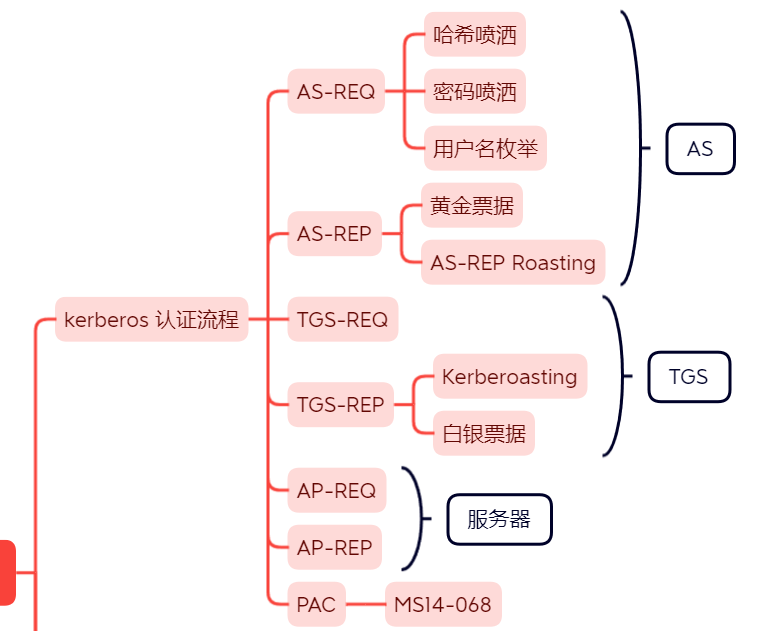 哈希喷洒
AS-REQ
密码喷洒
用户名枚举
AS
黄金票据
AS-REP
AS-REP Roasting
kerberos 认证流程
TGS-REQ
Kerberoasting
TGS-REP
白银票据
TGS
AP-REQ
AP-REP
服务器
PAC
MS14-068